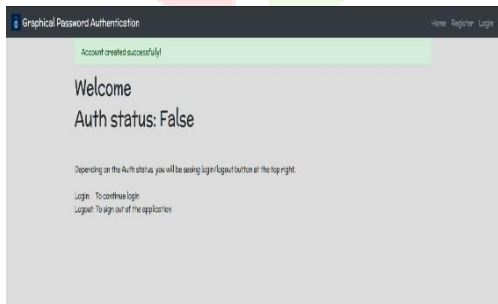 Graphical Password Authentication
Home Register Login
Account created successfully!
Welcome
Auth status: False
Depending on the Auth status, you will be seeing login/logout button at the top right.
Login: To continue login
Logout: To sign out of the application